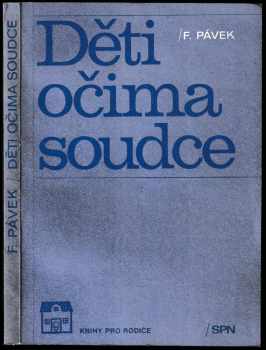 F. PÁVEK / DĚTI OČIMA SOUDCE
/F. PÁVEK
Děti
očima
soudce
KNIHY PRO RODIČE
/SPN